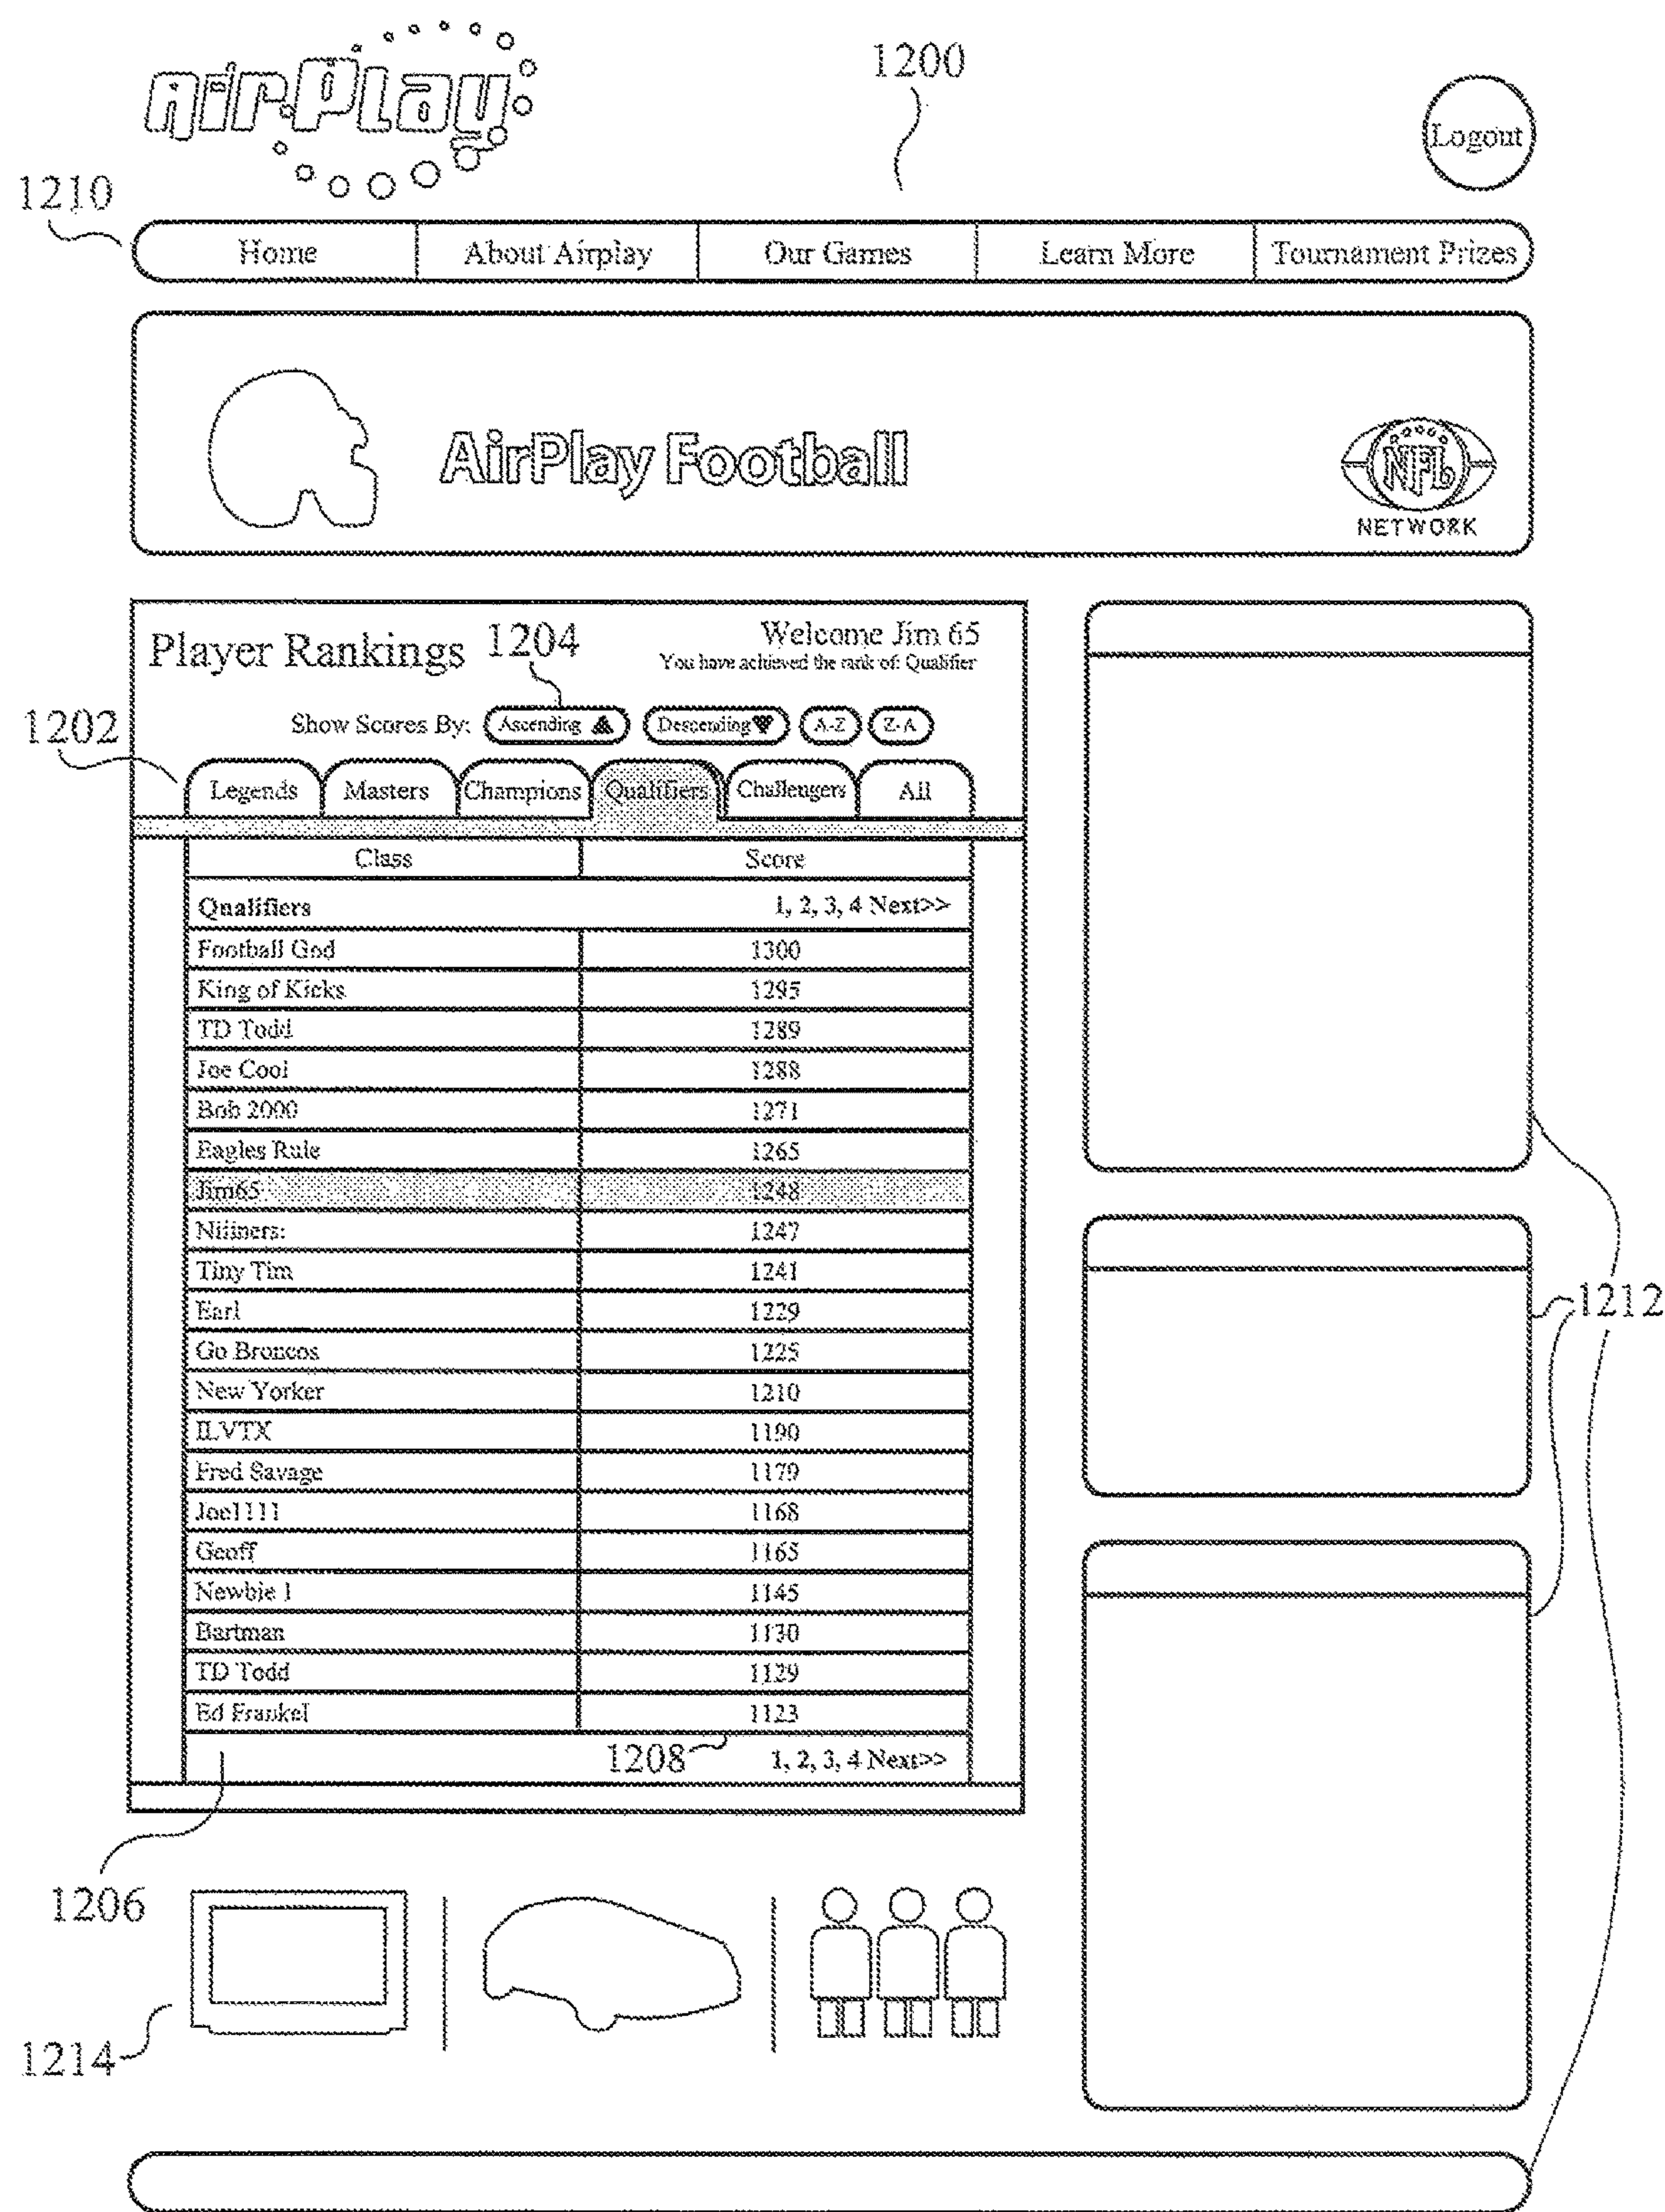 AirPlay
1200
Logout
1210
Home About Airplay Our Games Learn More Tournament Prizes
AirPlay Football
NFL
NETWORK
Player Rankings
1204
Welcome Jim 65
You have achieved the rank of: Qualifier
1202
Show Scores By: Ascending Descending A-Z Z-A
Legends Masters Champions Qualifiers Challengers All
Class Score
Qualifiers 1, 2, 3, 4 Next>>
Football God 1300
King of Kicks 1295
TD Todd 1289
Joe Cool 1288
Bob 2000 1271
Eagles Rule 1265
Jim65 1248
Niiiners: 1247
Tiny Tim 1241
Earl 1229
Go Broncos 1225
New Yorker 1210
ILVTX 1190
Fred Savage 1179
Joe1111 1168
Geoff 1165
Newbie 1 1145
Bartman 1130
TD Todd 1129
Ed Frankel 1123
1208
1, 2, 3, 4 Next>>
1212
1206
1214